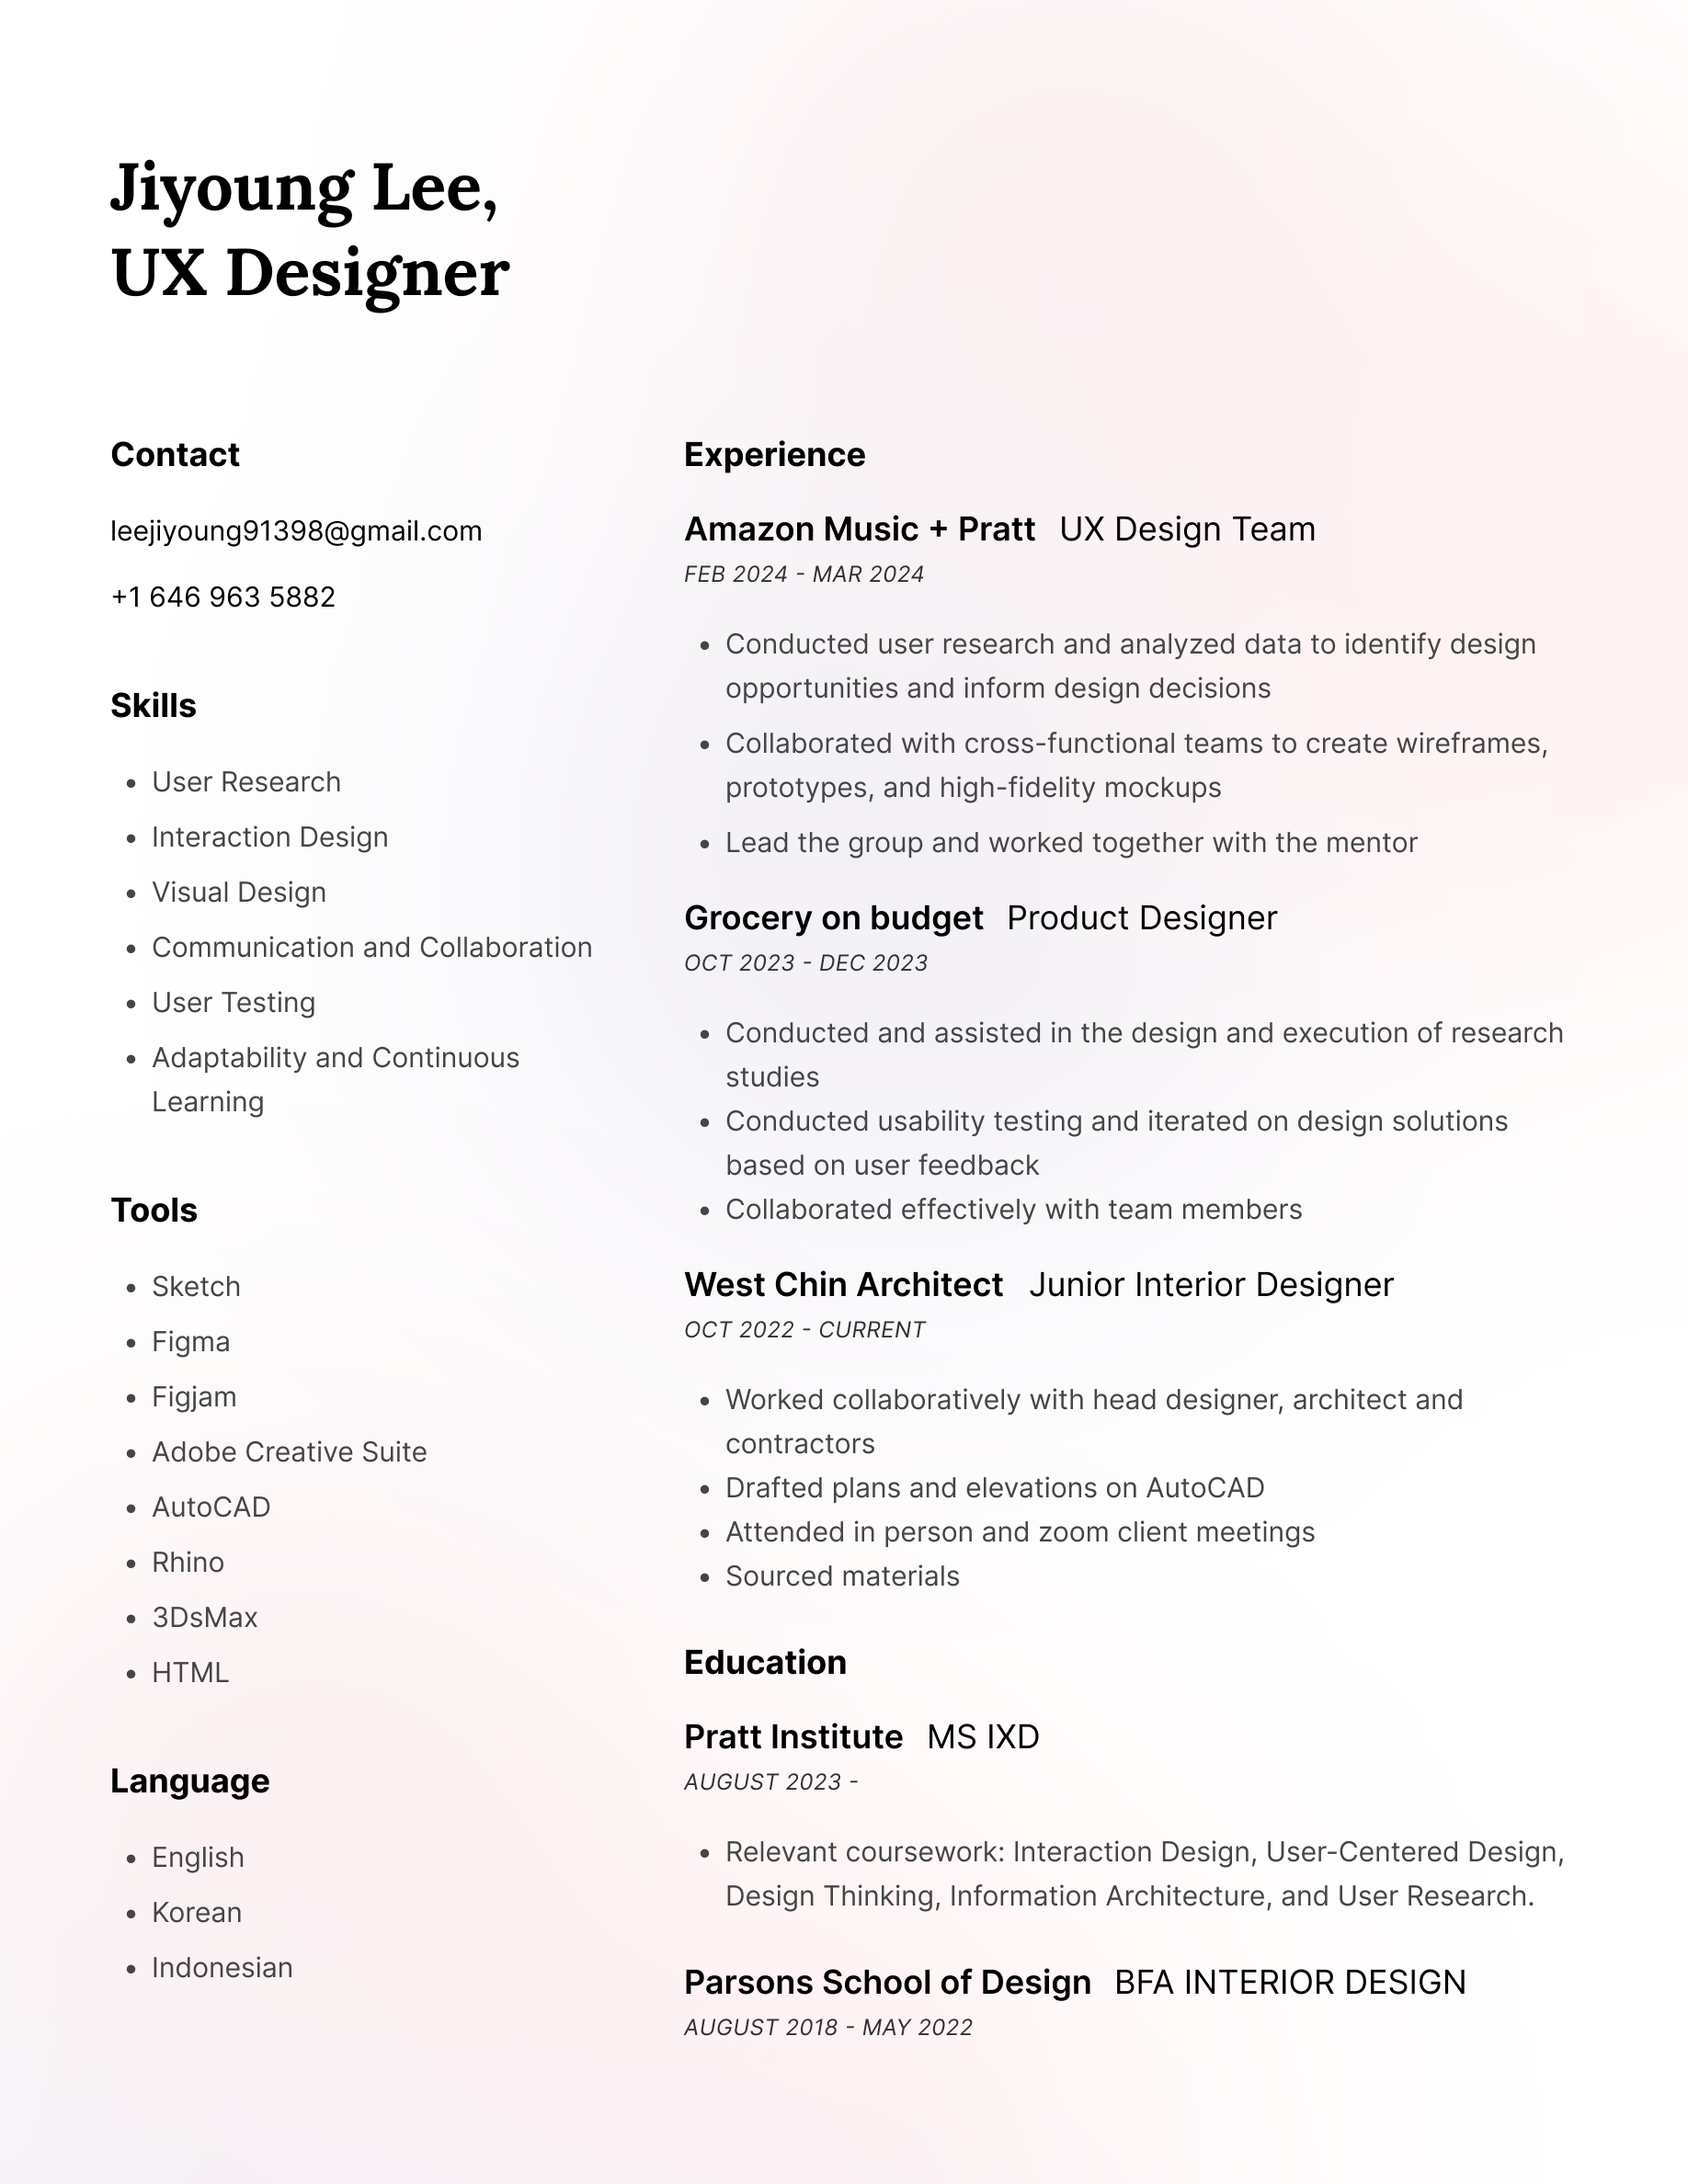 Jiyoung Lee,
UX Designer
Contact
leejiyoung91398@gmail.com
+1 646 963 5882
Skills
• User Research
• Interaction Design
• Visual Design
• Communication and Collaboration
• User Testing
• Adaptability and Continuous
Learning
Tools
• Sketch
• Figma
• Figjam
• Adobe Creative Suite
• AutoCAD
• Rhino
• 3DsMax
• HTML
Language
• English
• Korean
• Indonesian
Experience
Amazon Music + Pratt UX Design Team
FEB 2024 - MAR 2024
• Conducted user research and analyzed data to identify design
opportunities and inform design decisions
• Collaborated with cross-functional teams to create wireframes,
prototypes, and high-fidelity mockups
• Lead the group and worked together with the mentor
Grocery on budget Product Designer
OCT 2023 - DEC 2023
• Conducted and assisted in the design and execution of research
studies
• Conducted usability testing and iterated on design solutions
based on user feedback
• Collaborated effectively with team members
West Chin Architect Junior Interior Designer
OCT 2022 - CURRENT
• Worked collaboratively with head designer, architect and
contractors
• Drafted plans and elevations on AutoCAD
• Attended in person and zoom client meetings
• Sourced materials
Education
Pratt Institute MS IXD
AUGUST 2023 -
• Relevant coursework: Interaction Design, User-Centered Design,
Design Thinking, Information Architecture, and User Research.
Parsons School of Design BFA INTERIOR DESIGN
AUGUST 2018 - MAY 2022